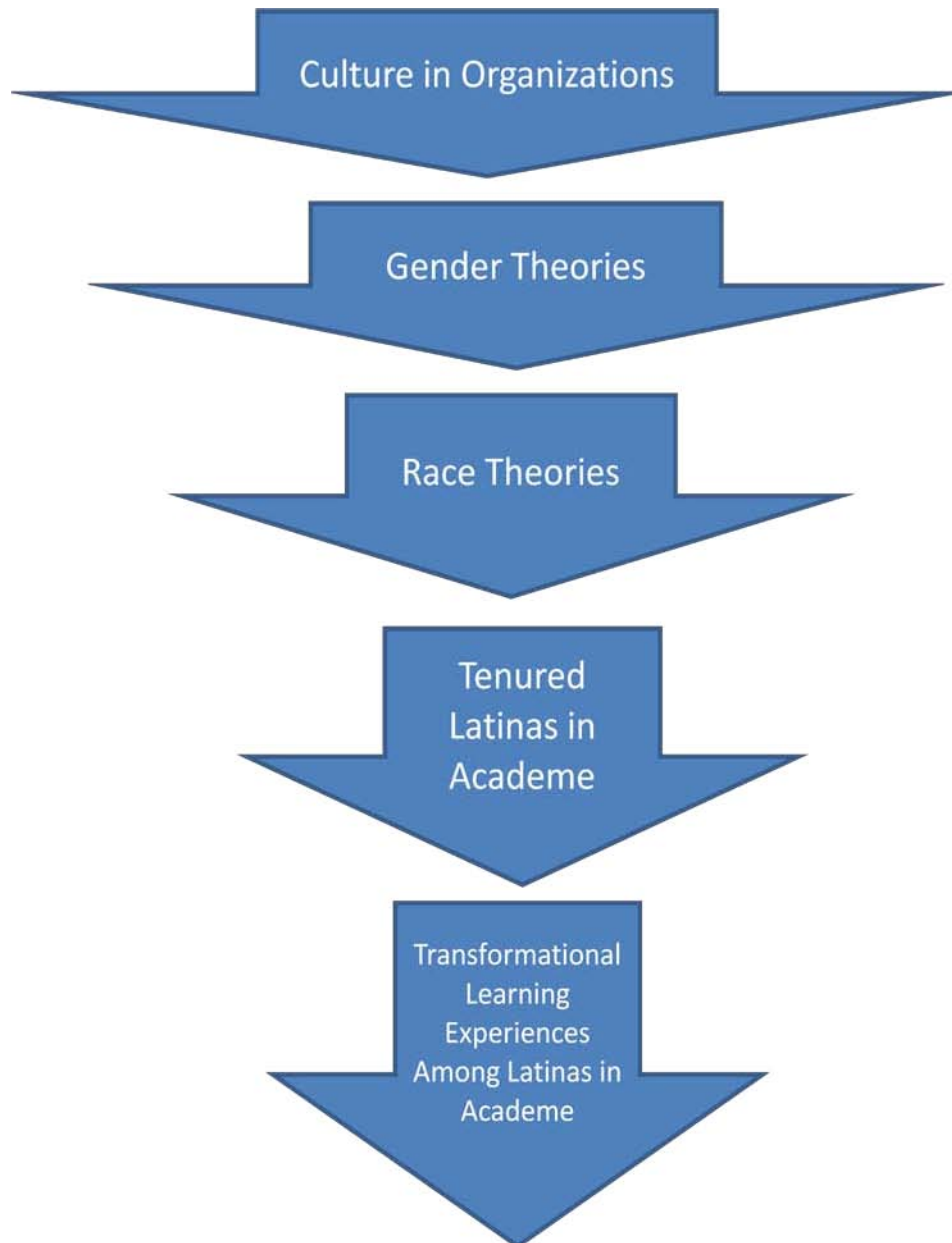 Culture in Organizations
Gender Theories
Race Theories
Tenured
Latinas in
Academe
Transformational
Learning
Experiences
Among Latinas in
Academe